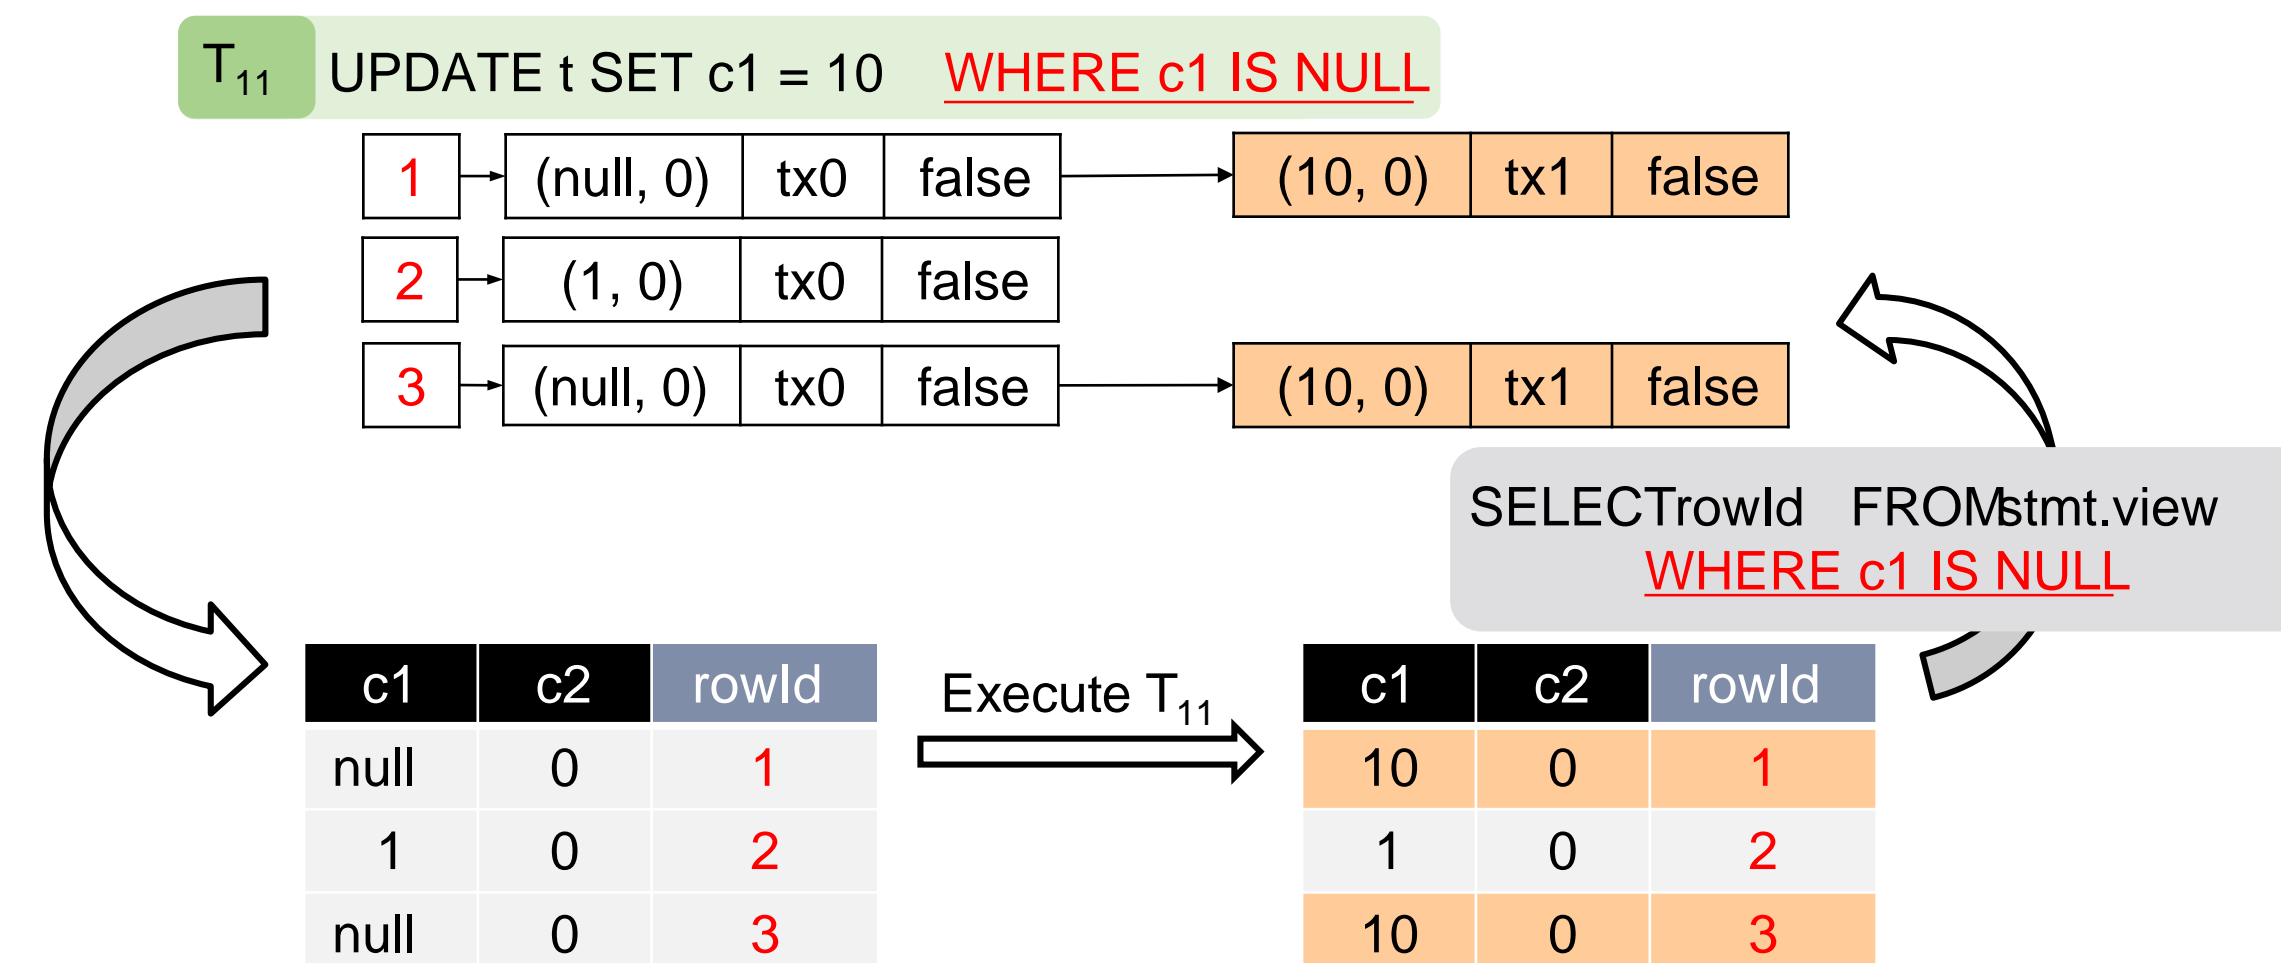 T11 UPDATE t SET c1 = 10 WHERE c1 IS NULL
1 (null, 0) tx0 false (10, 0) tx1 false
2 (1, 0) tx0 false
3 (null, 0) tx0 false (10, 0) tx1 false
SELECTrowId FROMstmt.view
WHERE c1 IS NULL
c1 c2 rowId
null 0 1
1 0 2
null 0 3
Execute T11
c1 c2 rowId
10 0 1
1 0 2
10 0 3